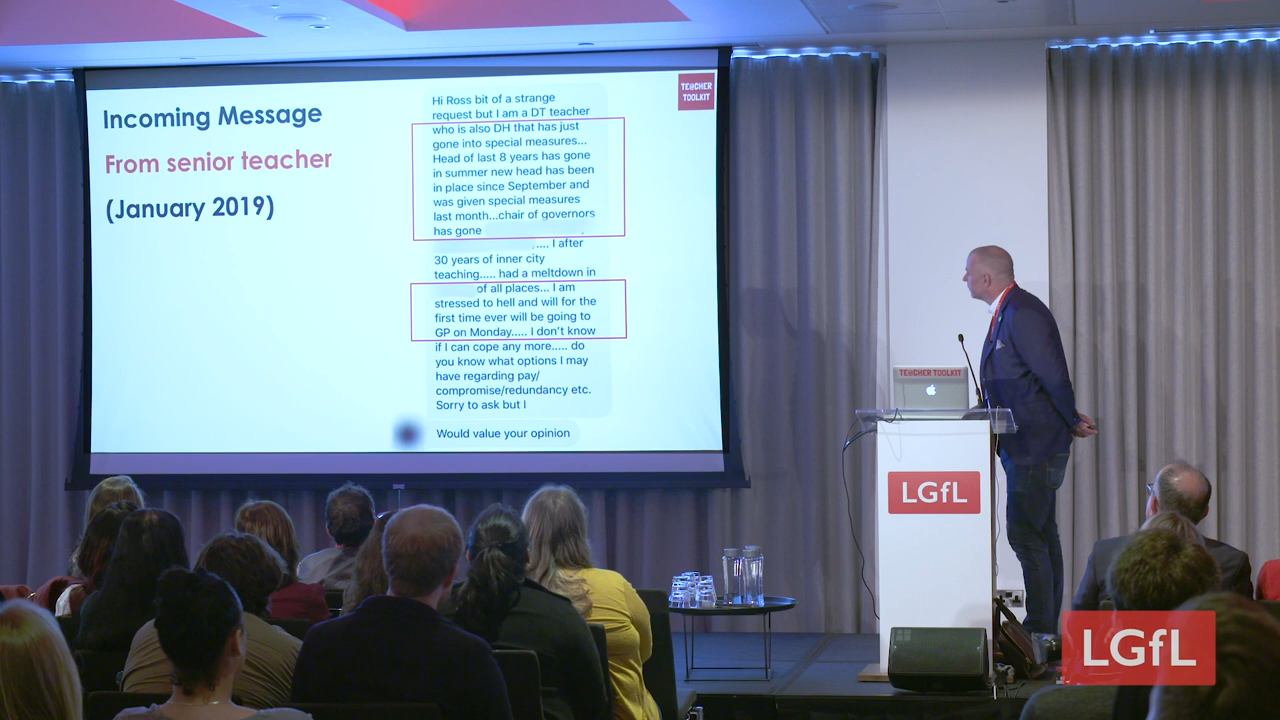 Incoming Message
From senior teacher
(January 2019)
TE@CHER
TOOLKIT
Hi Ross bit of a strange
request but I am a DT teacher
who is also DH that has just
gone into special measures...
Head of last 8 years has gone
in summer new head has been
in place since September and
was given special measures
last month...chair of governors
has gone
.... I after
30 years of inner city
teaching..... had a meltdown in
of all places... I am
stressed to hell and will for the
first time ever will be going to
GP on Monday..... I don't know
if I can cope any more..... do
you know what options I may
have regarding pay/
compromise/redundancy etc.
Sorry to ask but I
Would value your opinion
TE@CHER TOOLKIT
LGfL
LGfL